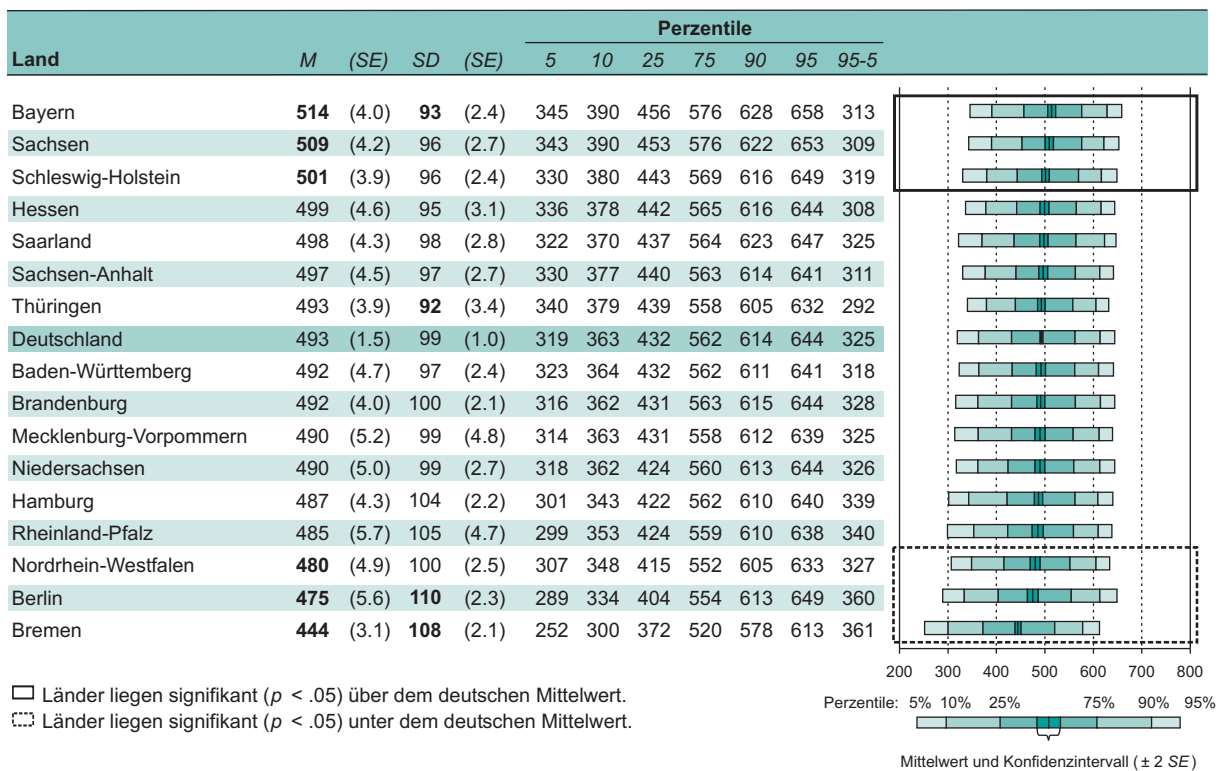 Perzentile
Land M (SE) SD (SE) 5 10 25 75 90 95 95-5
Bayern 514 (4.0) 93 (2.4) 345 390 456 576 628 658 313
Sachsen 509 (4.2) 96 (2.7) 343 390 453 576 622 653 309
Schleswig-Holstein 501 (3.9) 96 (2.4) 330 380 443 569 616 649 319
Hessen 499 (4.6) 95 (3.1) 336 378 442 565 616 644 308
Saarland 498 (4.3) 98 (2.8) 322 370 437 564 623 647 325
Sachsen-Anhalt 497 (4.5) 97 (2.7) 330 377 440 563 614 641 311
Thüringen 493 (3.9) 92 (3.4) 340 379 439 558 605 632 292
Deutschland 493 (1.5) 99 (1.0) 319 363 432 562 614 644 325
Baden-Württemberg 492 (4.7) 97 (2.4) 323 364 432 562 611 641 318
Brandenburg 492 (4.0) 100 (2.1) 316 362 431 563 615 644 328
Mecklenburg-Vorpommern 490 (5.2) 99 (4.8) 314 363 431 558 612 639 325
Niedersachsen 490 (5.0) 99 (2.7) 318 362 424 560 613 644 326
Hamburg 487 (4.3) 104 (2.2) 301 343 422 562 610 640 339
Rheinland-Pfalz 485 (5.7) 105 (4.7) 299 353 424 559 610 638 340
Nordrhein-Westfalen 480 (4.9) 100 (2.5) 307 348 415 552 605 633 327
Berlin 475 (5.6) 110 (2.3) 289 334 404 554 613 649 360
Bremen 444 (3.1) 108 (2.1) 252 300 372 520 578 613 361
200 300 400 500 600 700 800
Länder liegen signifikant (p < .05) über dem deutschen Mittelwert.
Länder liegen signifikant (p < .05) unter dem deutschen Mittelwert.
Perzentile: 5% 10% 25% 75% 90% 95%
Mittelwert und Konfidenzintervall (± 2 SE)